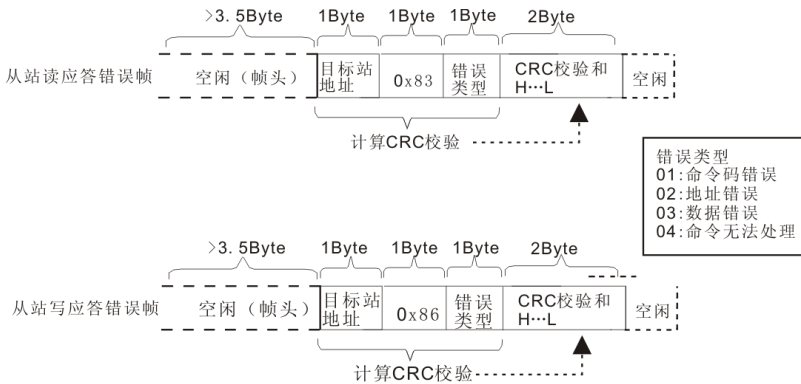 >3. 5Byte 1Byte 1Byte 1Byte 2Byte
从站读应答错误帧 空闲（帧头） 目标站地址 0x83 错误类型 CRC校验和 H···L 空闲
计算CRC校验
错误类型
01:命令码错误
02:地址错误
03:数据错误
04:命令无法处理
>3. 5Byte 1Byte 1Byte 1Byte 2Byte
从站写应答错误帧 空闲（帧头） 目标站地址 0x86 错误类型 CRC校验和 H···L 空闲
计算CRC校验